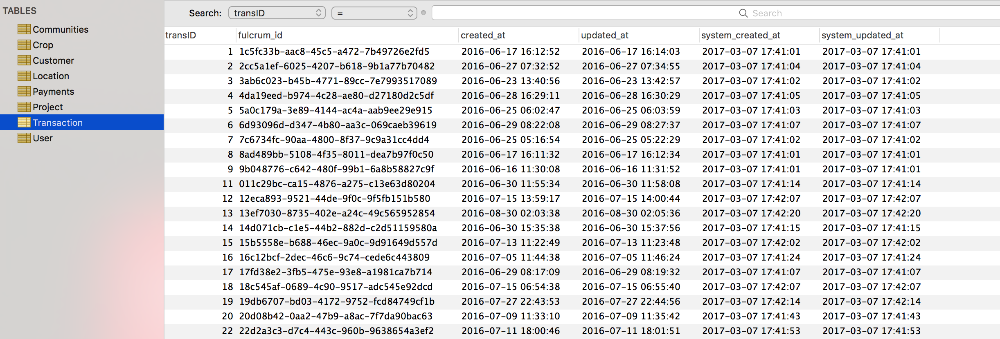 TABLES
Communities
Crop
Customer
Location
Payments
Project
Transaction
User
Search: transID = Search
transID fulcrum_id created_at updated_at system_created_at system_updated_at
1 1c5fc33b-aac8-45c5-a472-7b49726e2fd5 2016-06-17 16:12:52 2016-06-17 16:14:03 2017-03-07 17:41:01 2017-03-07 17:41:01
2 2cc5a1ef-6025-4207-b618-9b1a77b70482 2016-06-27 07:32:52 2016-06-27 07:34:55 2017-03-07 17:41:04 2017-03-07 17:41:04
3 3ab6c023-b45b-4771-89cc-7e7993517089 2016-06-23 13:40:56 2016-06-23 13:42:57 2017-03-07 17:41:02 2017-03-07 17:41:02
4 4da19eed-b974-4c28-ae80-d27180d2c5df 2016-06-28 16:29:11 2016-06-28 16:30:29 2017-03-07 17:41:05 2017-03-07 17:41:05
5 5a0c179a-3e89-4144-ac4a-aab9ee29e915 2016-06-25 06:02:47 2016-06-25 06:03:59 2017-03-07 17:41:03 2017-03-07 17:41:03
6 6d93096d-d347-4b80-aa3c-069caeb39619 2016-06-29 08:22:08 2016-06-29 08:27:37 2017-03-07 17:41:07 2017-03-07 17:41:07
7 7c6734fc-90aa-4800-8f37-9c9a31cc4dd4 2016-06-25 05:16:54 2016-06-25 05:22:29 2017-03-07 17:41:02 2017-03-07 17:41:02
8 8ad489bb-5108-4f35-8011-dea7b97f0c50 2016-06-17 16:11:32 2016-06-17 16:12:34 2017-03-07 17:41:01 2017-03-07 17:41:01
9 9b048776-c642-480f-99b1-6a8b58827c9f 2016-06-16 11:30:08 2016-06-16 11:31:52 2017-03-07 17:41:01 2017-03-07 17:41:01
11 011c29bc-ca15-4876-a275-c13e63d80204 2016-06-30 11:55:34 2016-06-30 11:58:08 2017-03-07 17:41:14 2017-03-07 17:41:14
12 12eca893-9521-44de-9f0c-9f5fb151b580 2016-07-15 13:59:17 2016-07-15 14:00:44 2017-03-07 17:42:07 2017-03-07 17:42:07
13 13ef7030-8735-402e-a24c-49c565952854 2016-08-30 02:03:38 2016-08-30 02:05:36 2017-03-07 17:42:20 2017-03-07 17:42:20
14 14d071cb-c1e5-44b2-882d-c2d51159580a 2016-06-30 15:35:38 2016-06-30 15:37:56 2017-03-07 17:41:15 2017-03-07 17:41:15
15 15b5558e-b688-46ec-9a0c-9d91649d557d 2016-07-13 11:22:49 2016-07-13 11:23:48 2017-03-07 17:42:02 2017-03-07 17:42:02
16 16c12bcf-2dec-46c6-9c74-cede6c443809 2016-07-05 11:44:38 2016-07-05 11:46:24 2017-03-07 17:41:24 2017-03-07 17:41:24
17 17fd38e2-3fb5-475e-93e8-a1981ca7b714 2016-06-29 08:17:09 2016-06-29 08:19:32 2017-03-07 17:41:07 2017-03-07 17:41:07
18 18c545af-0689-4c90-9517-adc545e92dcd 2016-07-15 06:54:38 2016-07-15 06:55:40 2017-03-07 17:42:07 2017-03-07 17:42:07
19 19db6707-bd03-4172-9752-fcd84749cf1b 2016-07-27 22:43:53 2016-07-27 22:44:56 2017-03-07 17:42:14 2017-03-07 17:42:14
20 20d08b42-0aa2-47b9-a8ac-7f7da90bac63 2016-07-09 11:33:10 2016-07-09 11:35:42 2017-03-07 17:41:43 2017-03-07 17:41:43
22 22d2a3c3-d7c4-443c-960b-9638654a3ef2 2016-07-11 18:00:46 2016-07-11 18:01:51 2017-03-07 17:41:53 2017-03-07 17:41:53